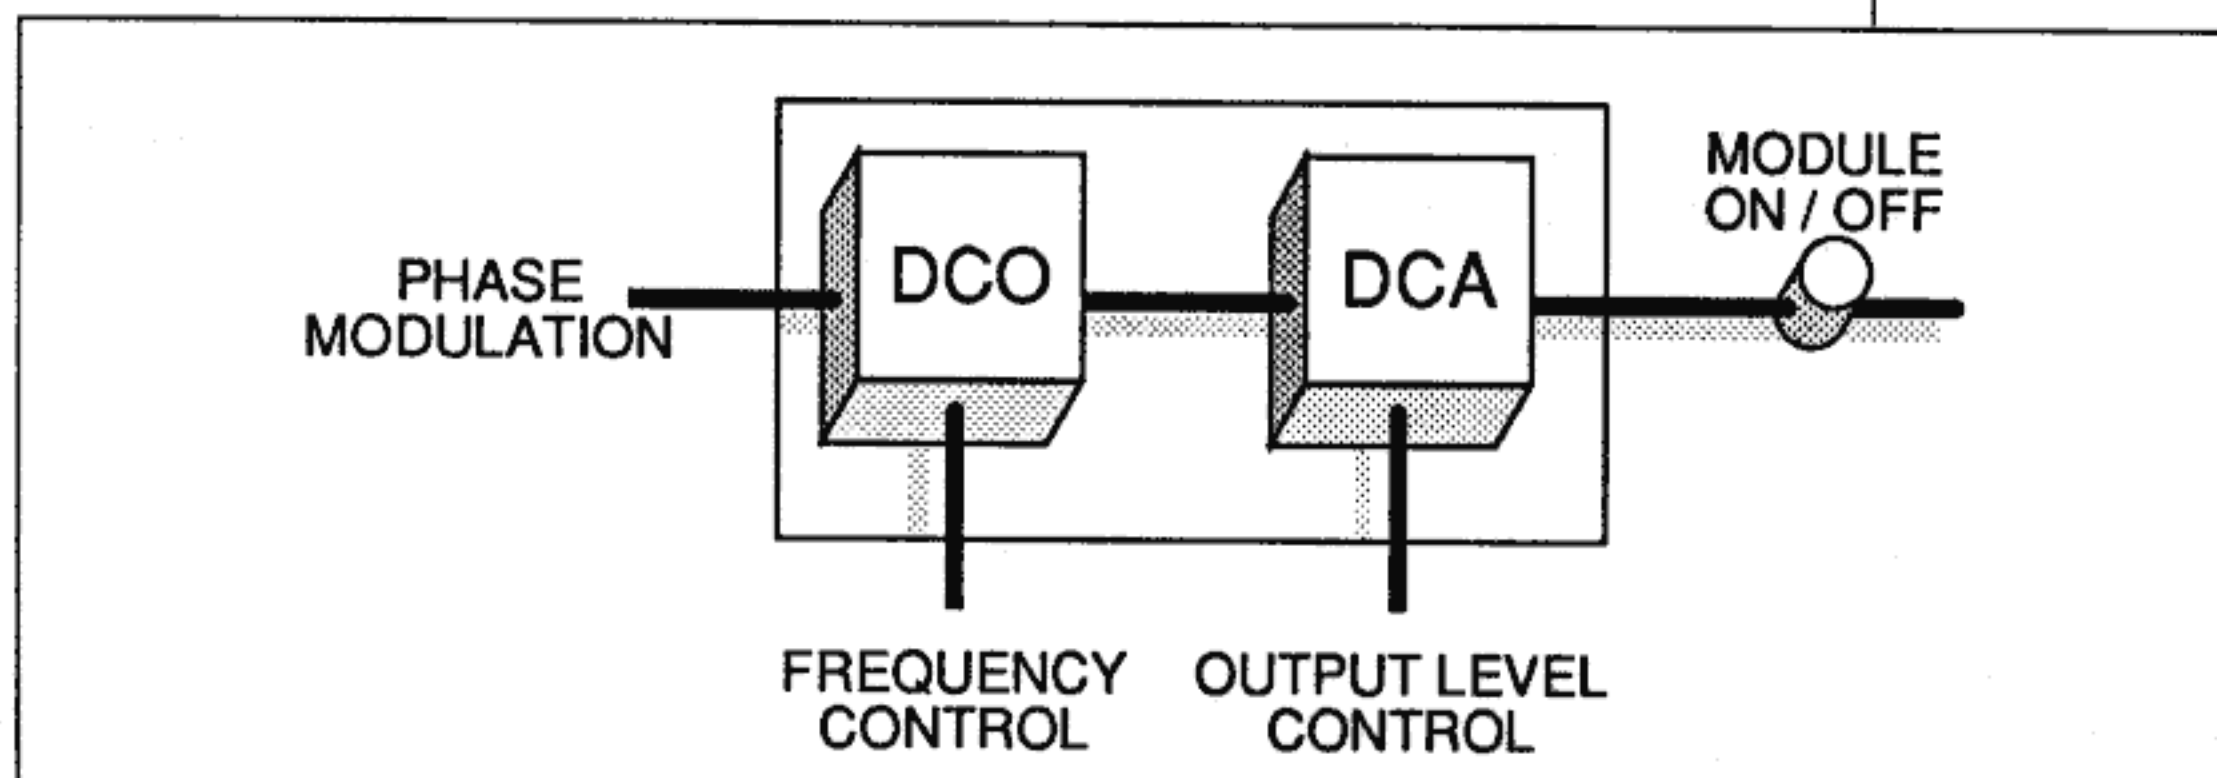 MODULE
ON / OFF
PHASE
MODULATION
DCO
DCA
FREQUENCY
CONTROL
OUTPUT LEVEL
CONTROL